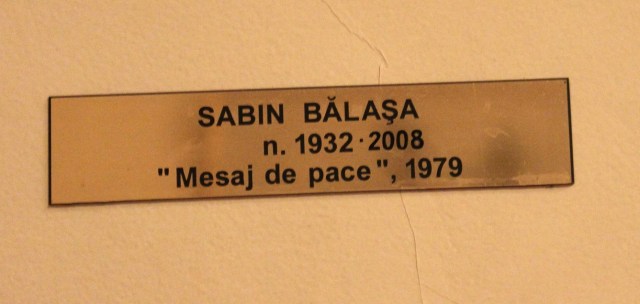 SABIN BĂLAŞA
n. 1932 · 2008
"Mesaj de pace", 1979